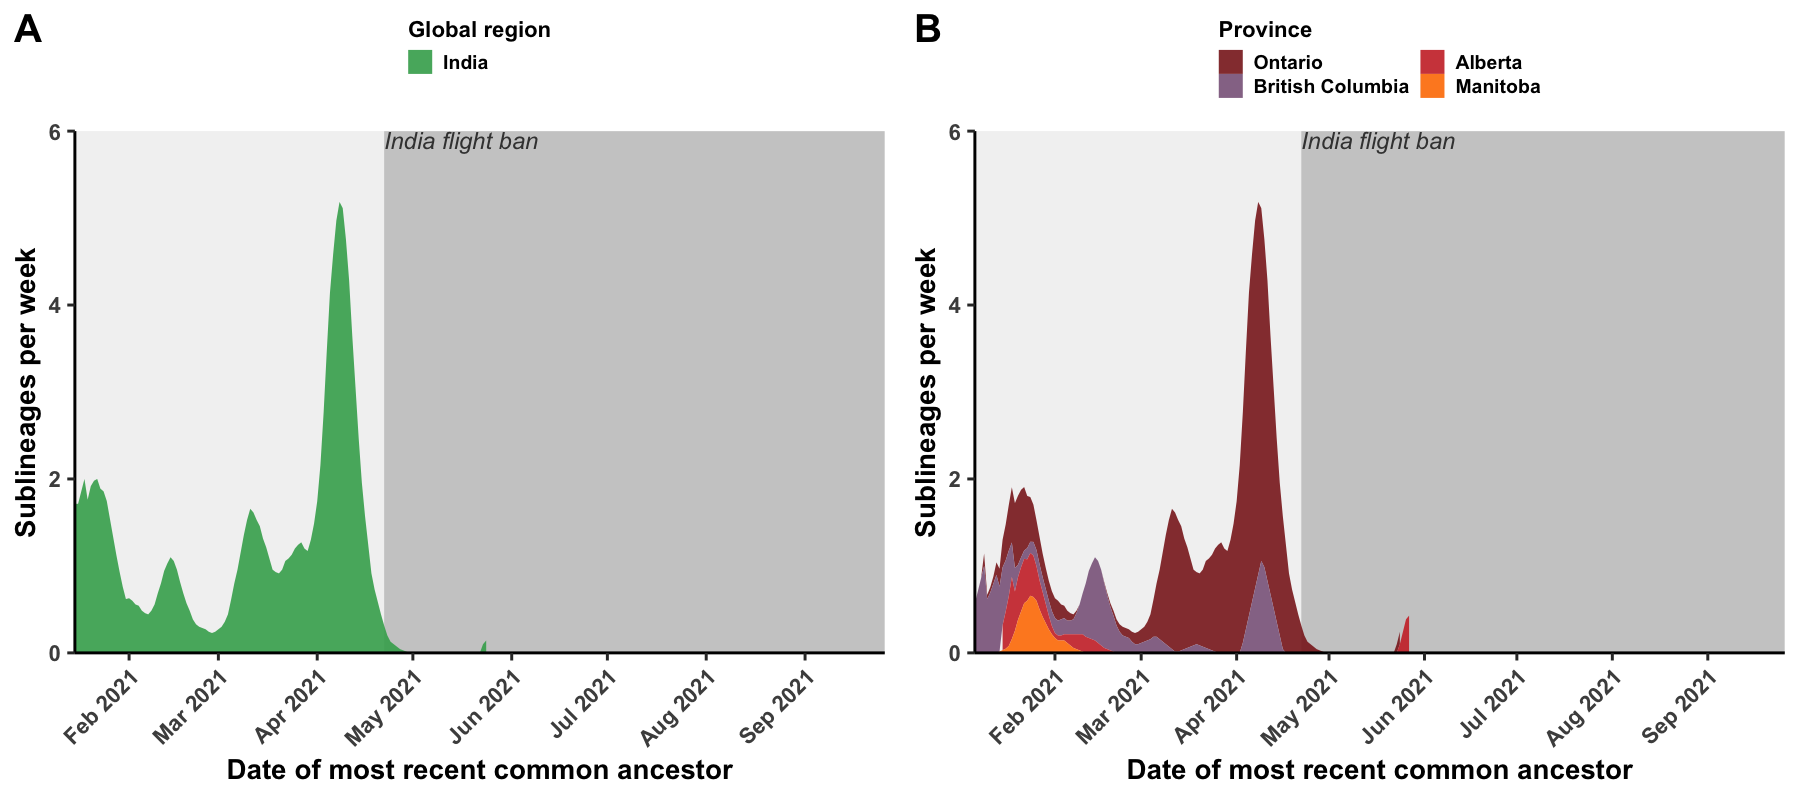 A
Global region
India
6
4
2
0
India flight ban
Sublineages per week
Feb 2021
Mar 2021
Apr 2021
May 2021
Jun 2021
Jul 2021
Aug 2021
Sep 2021
Date of most recent common ancestor
B
Province
Ontario
Alberta
British Columbia
Manitoba
6
4
2
0
India flight ban
Sublineages per week
Feb 2021
Mar 2021
Apr 2021
May 2021
Jun 2021
Jul 2021
Aug 2021
Sep 2021
Date of most recent common ancestor